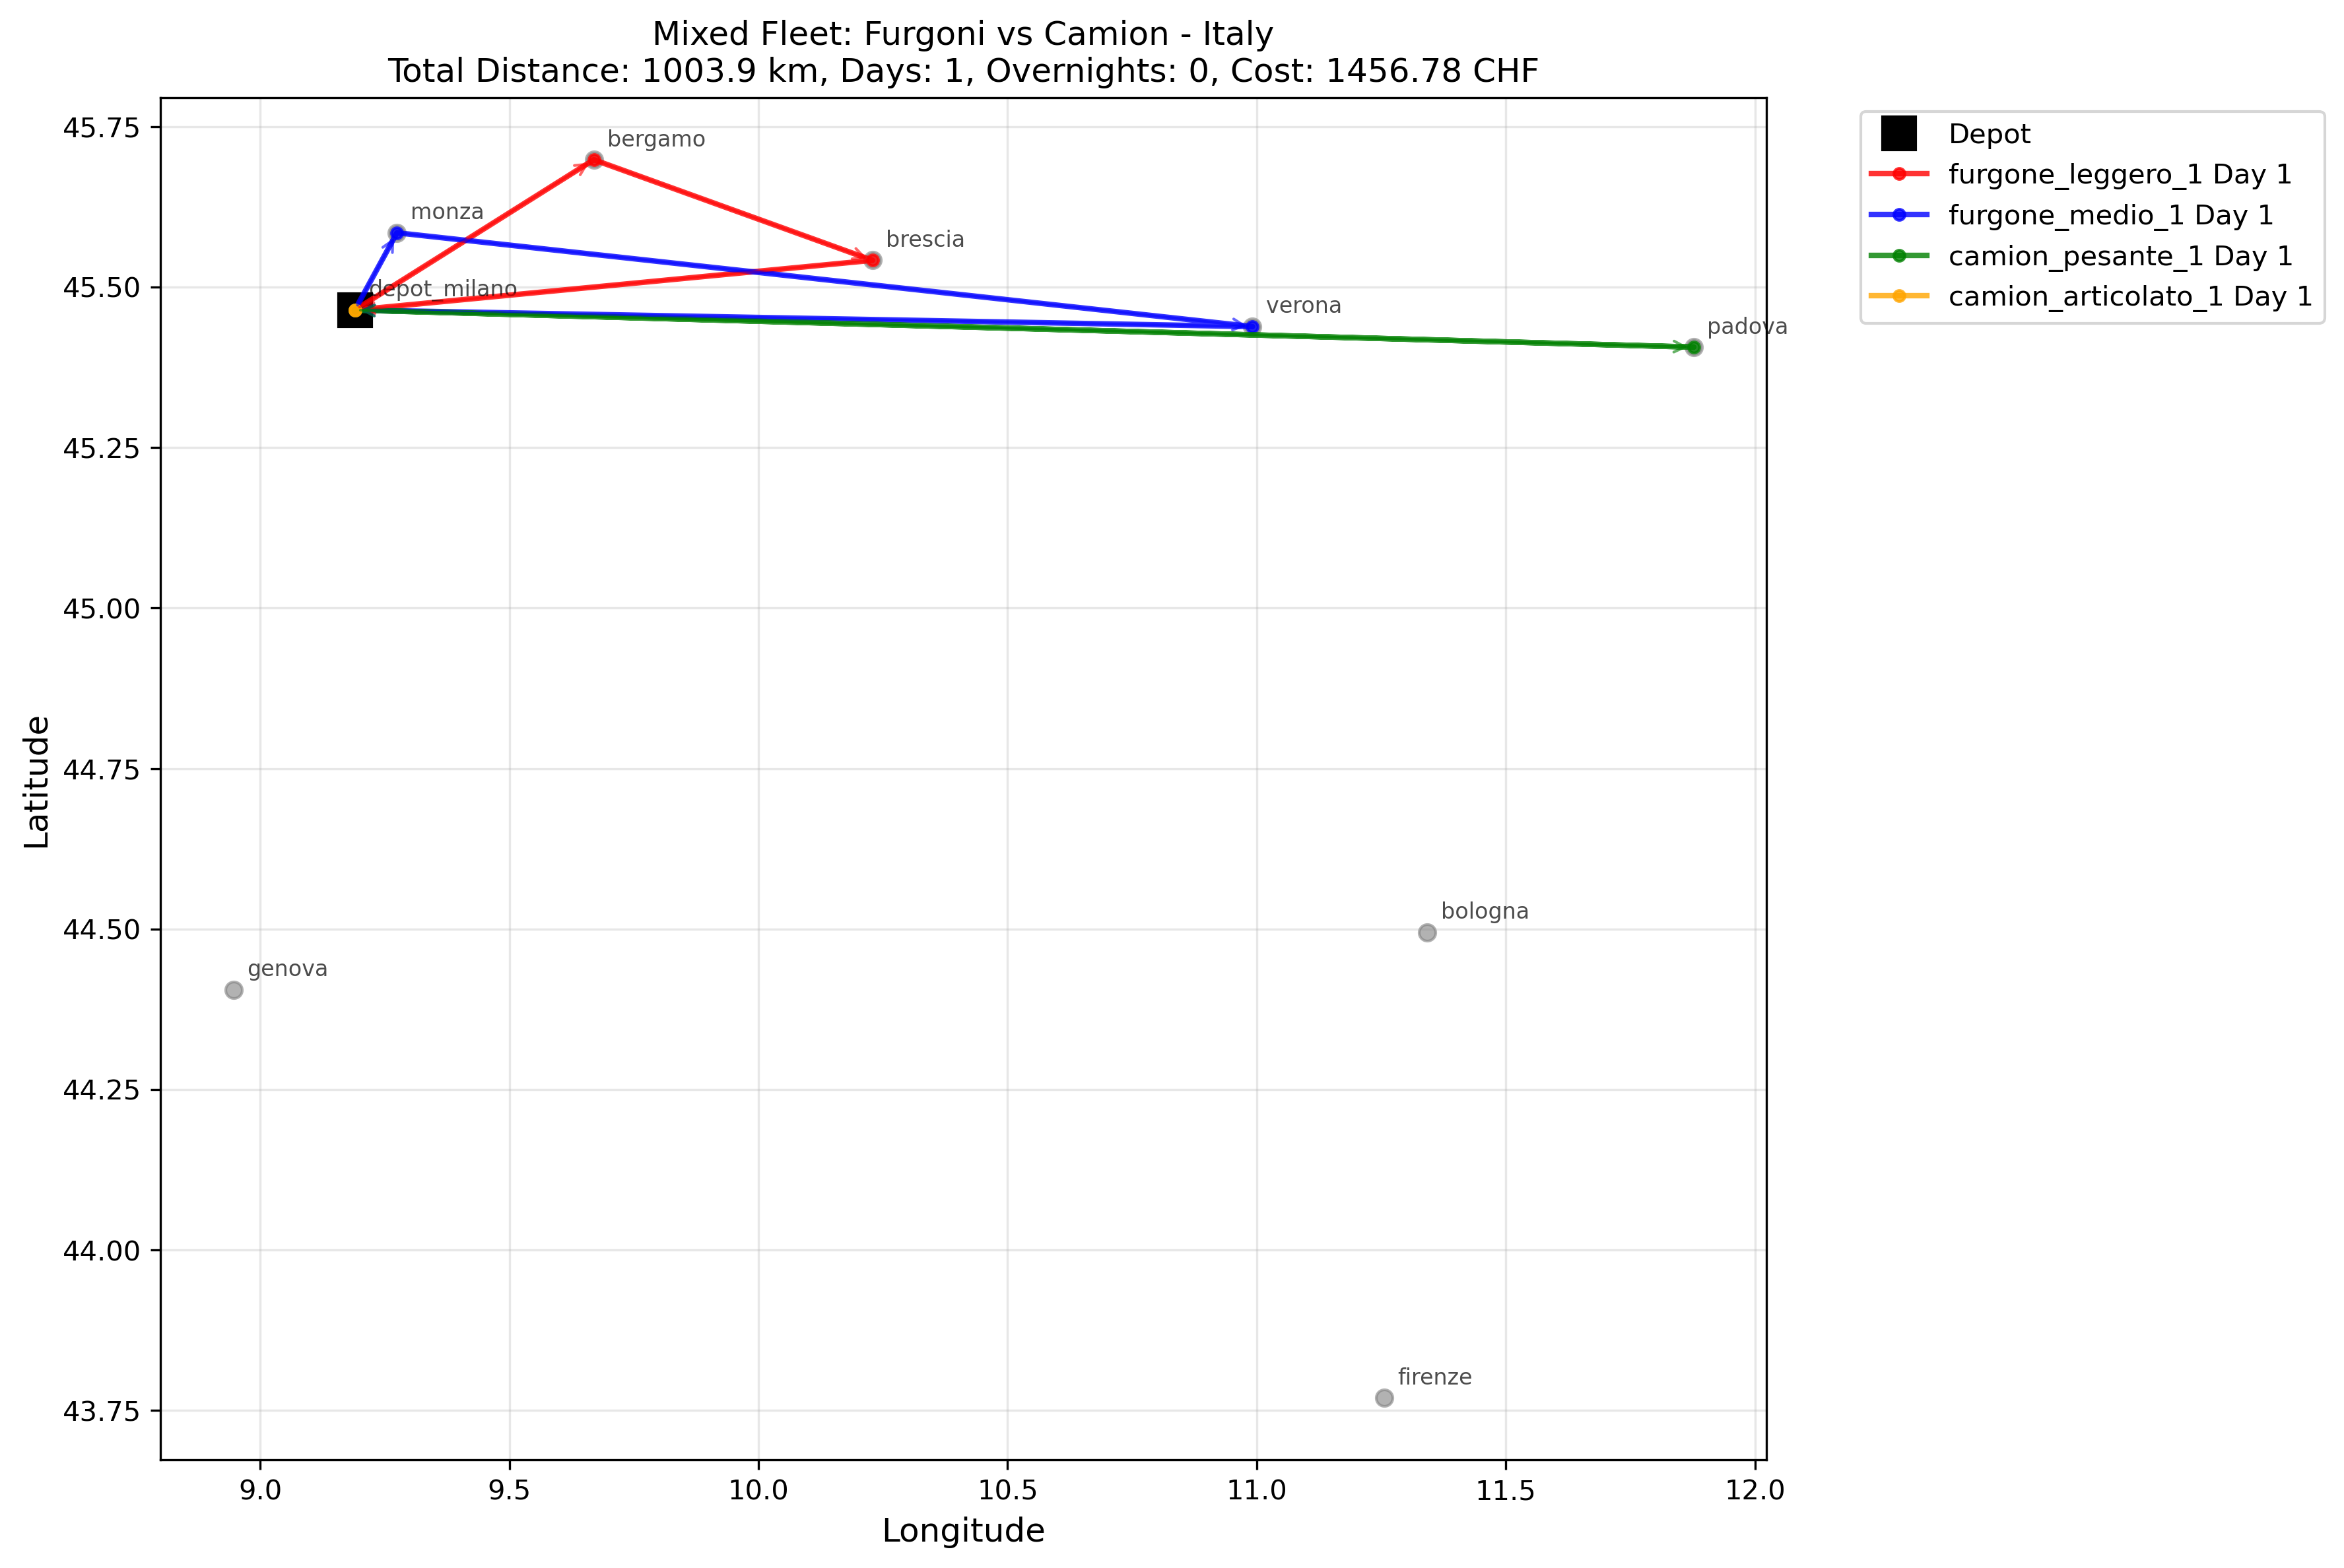 Mixed Fleet: Furgoni vs Camion - Italy
Total Distance: 1003.9 km, Days: 1, Overnights: 0, Cost: 1456.78 CHF
Depot
furgone_leggero_1 Day 1
furgone_medio_1 Day 1
camion_pesante_1 Day 1
camion_articolato_1 Day 1
bergamo
monza
brescia
depot_milano
verona
padova
bologna
genova
firenze
45.75
45.50
45.25
45.00
44.75
44.50
44.25
44.00
43.75
Latitude
9.0
9.5
10.0
10.5
11.0
11.5
12.0
Longitude